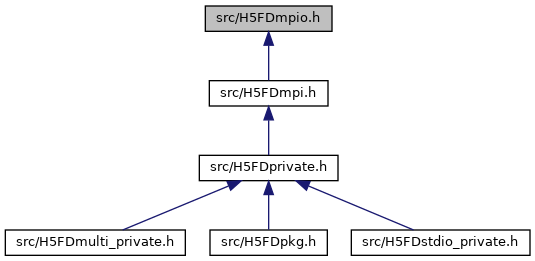 src/H5FDmpio.h
src/H5FDmpi.h
src/H5FDprivate.h
src/H5FDmulti_private.h
src/H5FDpkg.h
src/H5FDstdio_private.h